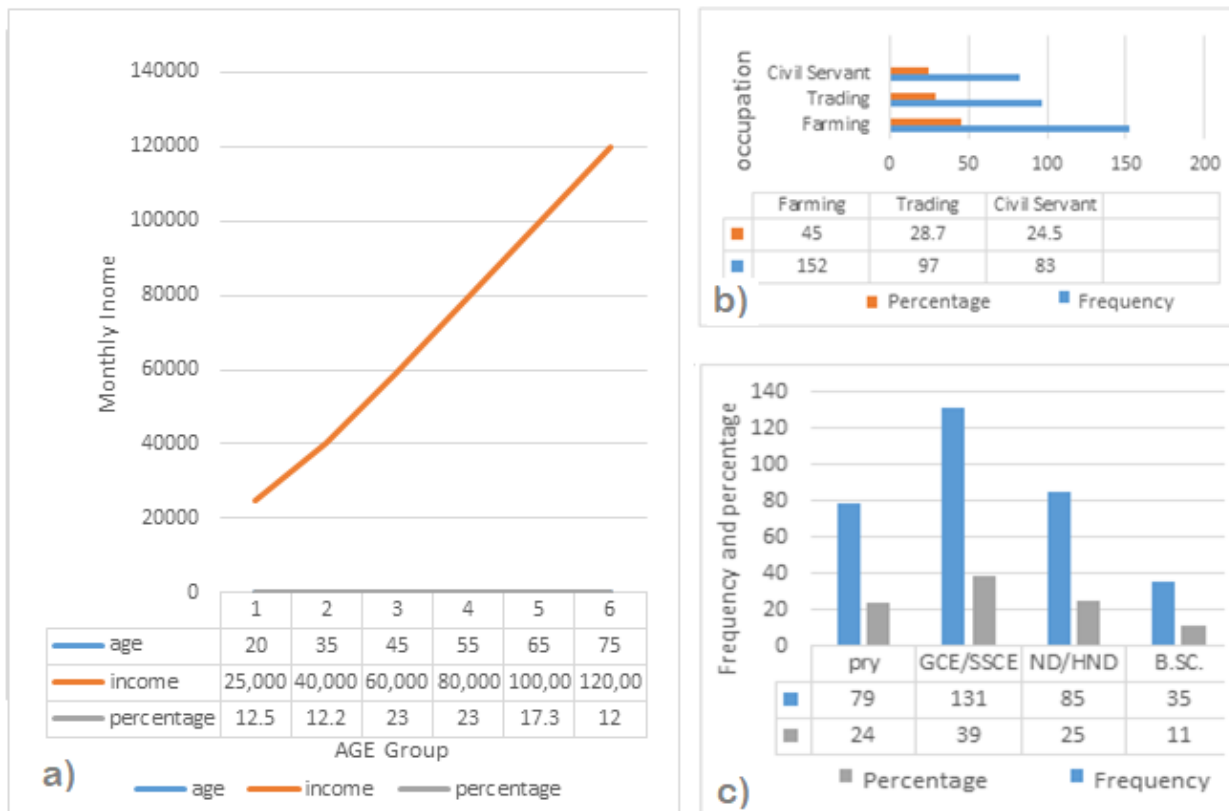 140000
120000
100000
80000
60000
40000
20000
0
Monthly Inome
1 2 3 4 5 6
age 20 35 45 55 65 75
income 25,000 40,000 60,000 80,000 100,00 120,00
percentage 12.5 12.2 23 23 17.3 12
AGE Group
a)
age income percentage
occupation
Civil Servant
Trading
Farming
0 50 100 150 200
Farming Trading Civil Servant
45 28.7 24.5
152 97 83
b)
Percentage Frequency
Frequency and percentage
140
120
100
80
60
40
20
0
pry GCE/SSCE ND/HND B.SC.
79 131 85 35
24 39 25 11
c)
Percentage Frequency